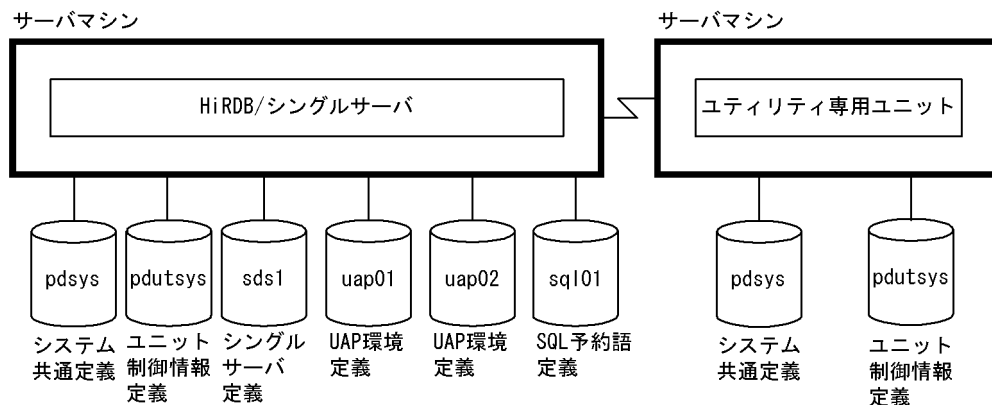 サーバマシン
サーバマシン
HiRDB/シングルサーバ
ユティリティ専用ユニット
pdsys
pdutsys
sds1
uap01
uap02
sql01
pdsys
pdutsys
システム
共通定義
ユニット
制御情報
定義
シングル
サーバ
定義
UAP環境
定義
UAP環境
定義
SQL予約語
定義
システム
共通定義
ユニット
制御情報
定義